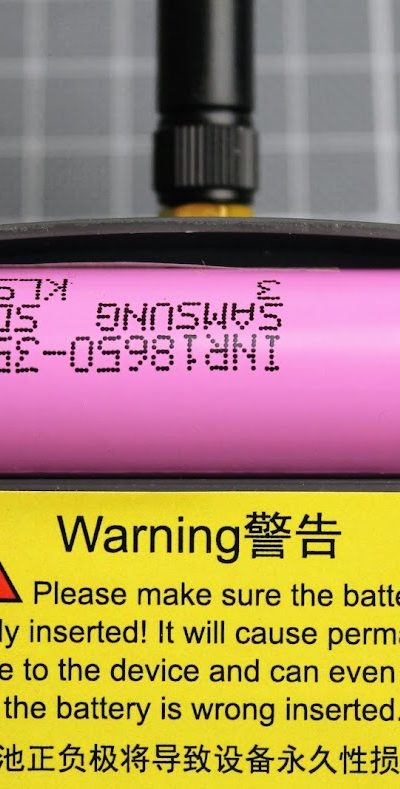 INR18650-35
SAMSUNG SD
3
Warning警告
Please make sure the batte
ly inserted! It will cause perma
e to the device and can even
the battery is wrong inserted.
池正负极将导致设备永久性损